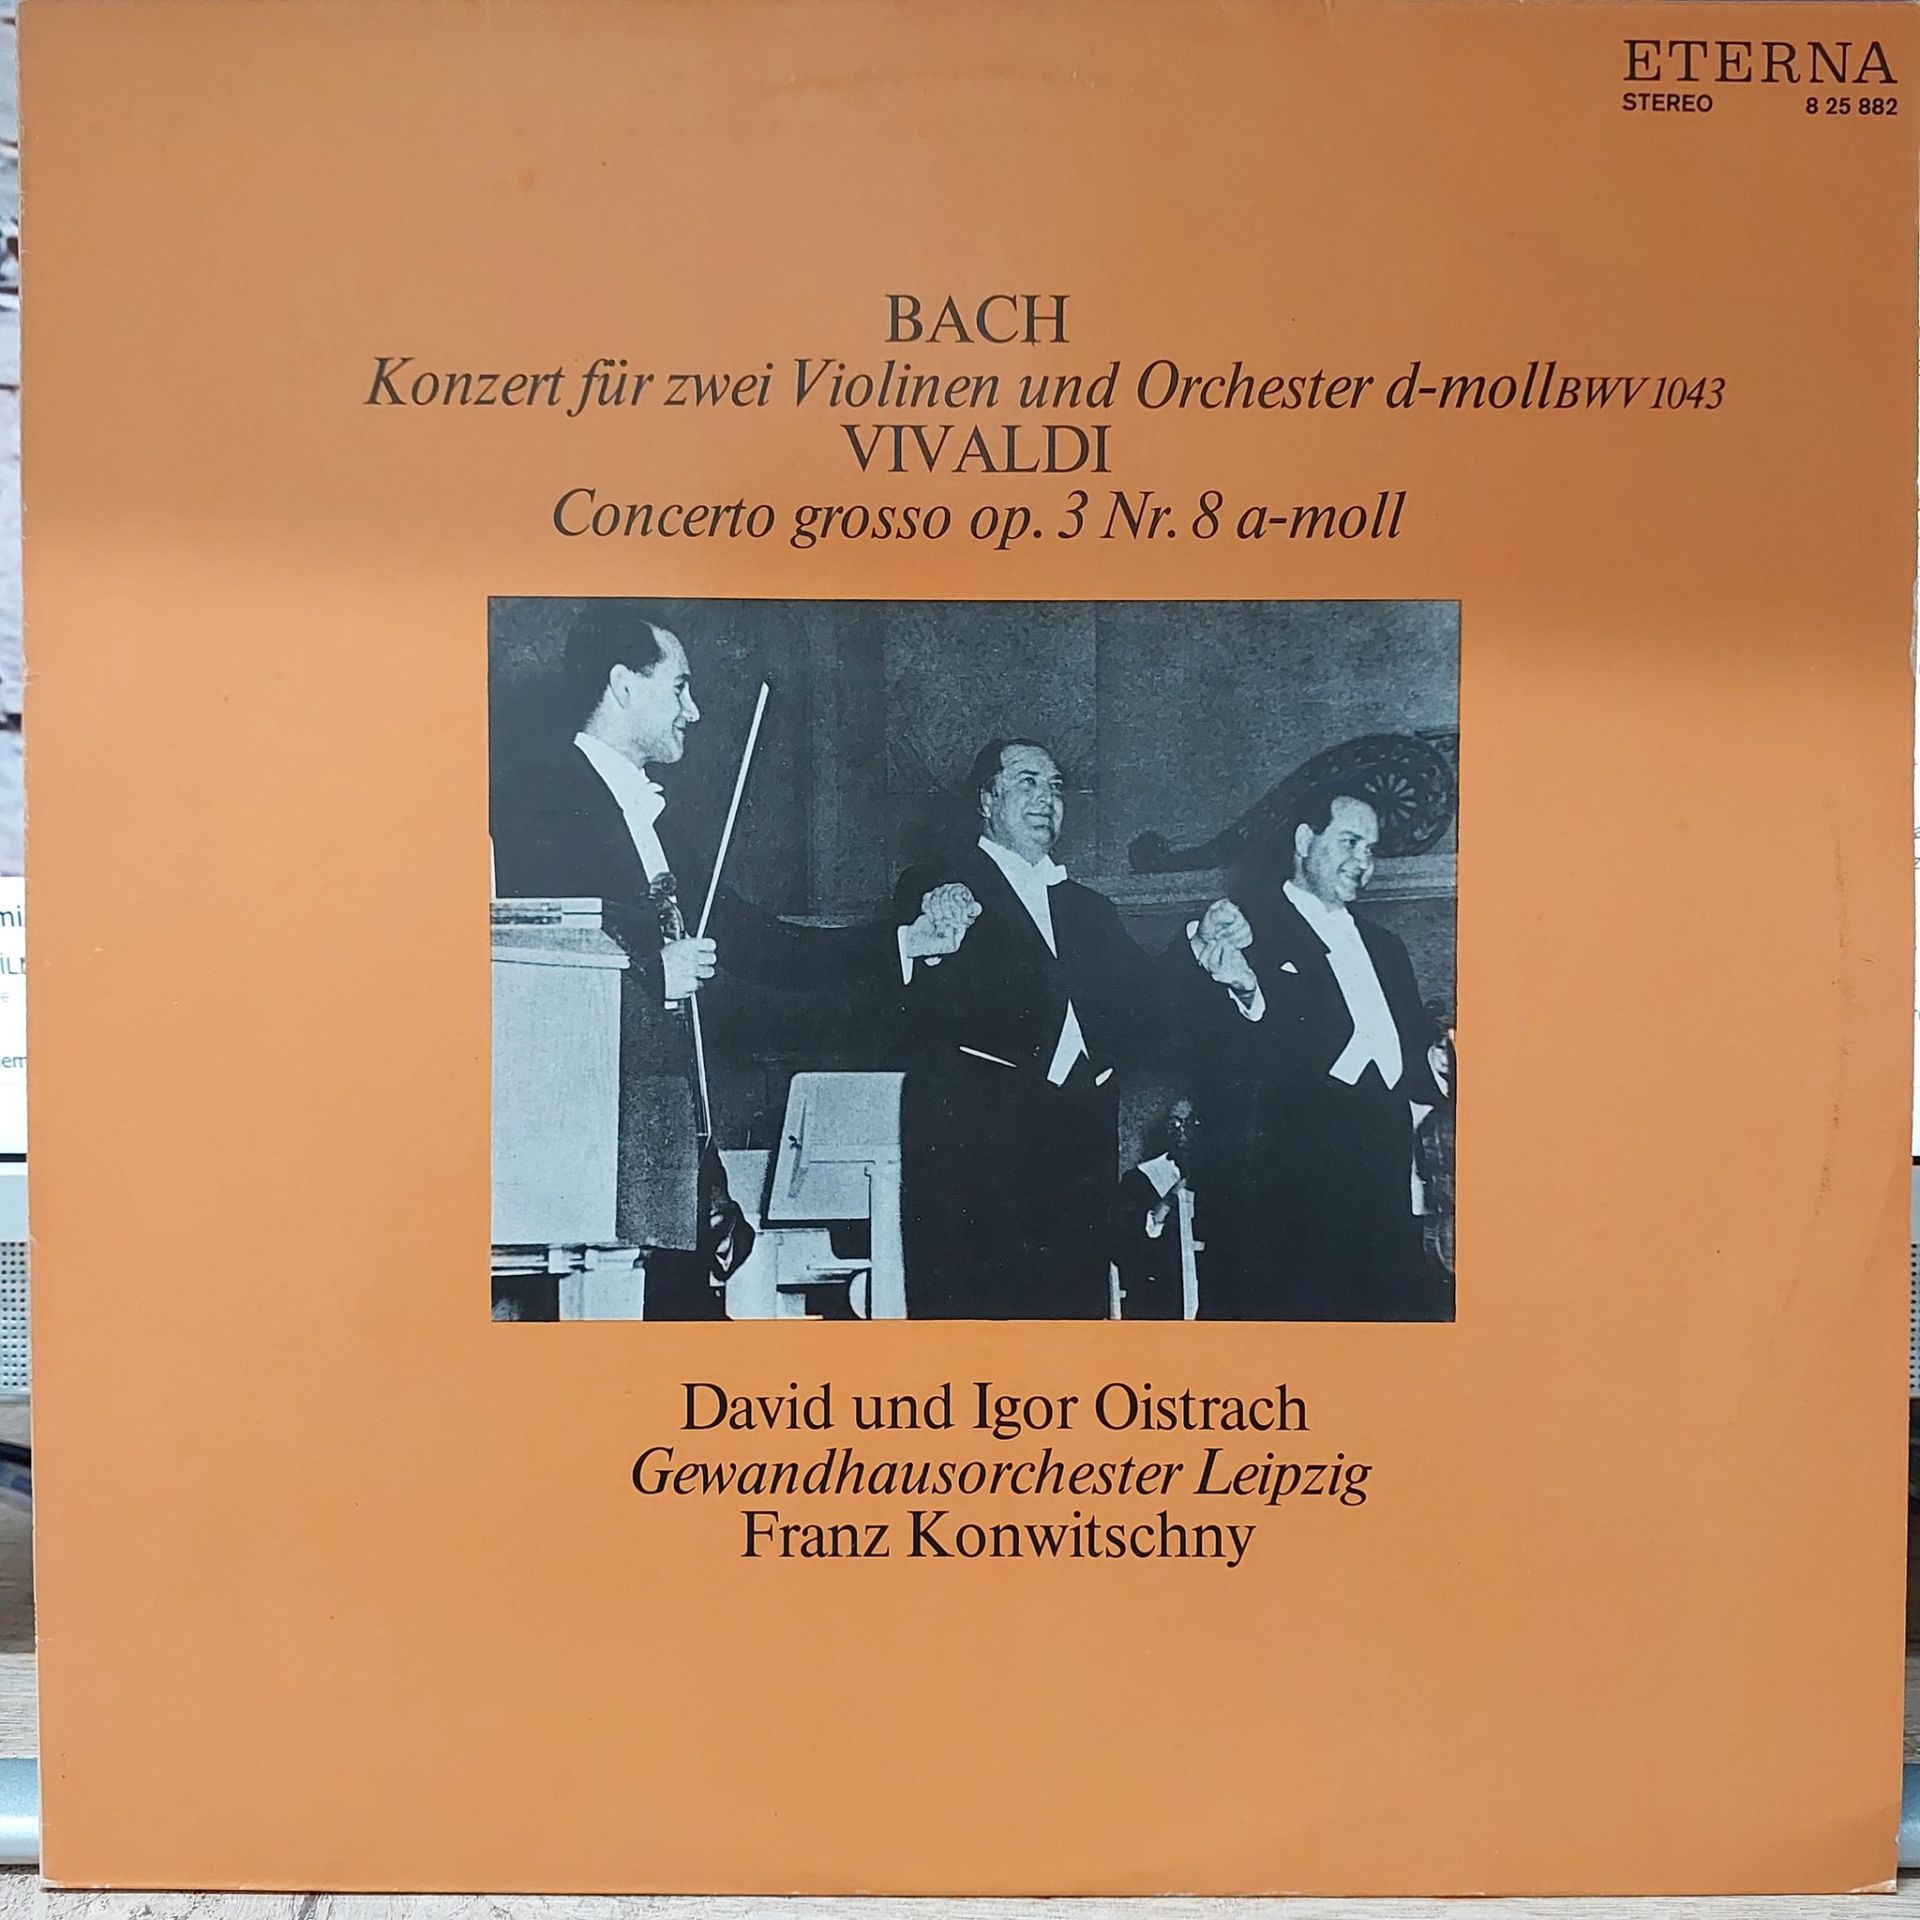 ETERNA
STEREO 8 25 882
BACH
Konzert für zwei Violinen und Orchester d-moll BWV 1043
VIVALDI
Concerto grosso op. 3 Nr. 8 a-moll
David und Igor Oistrach
Gewandhausorchester Leipzig
Franz Konwitschny